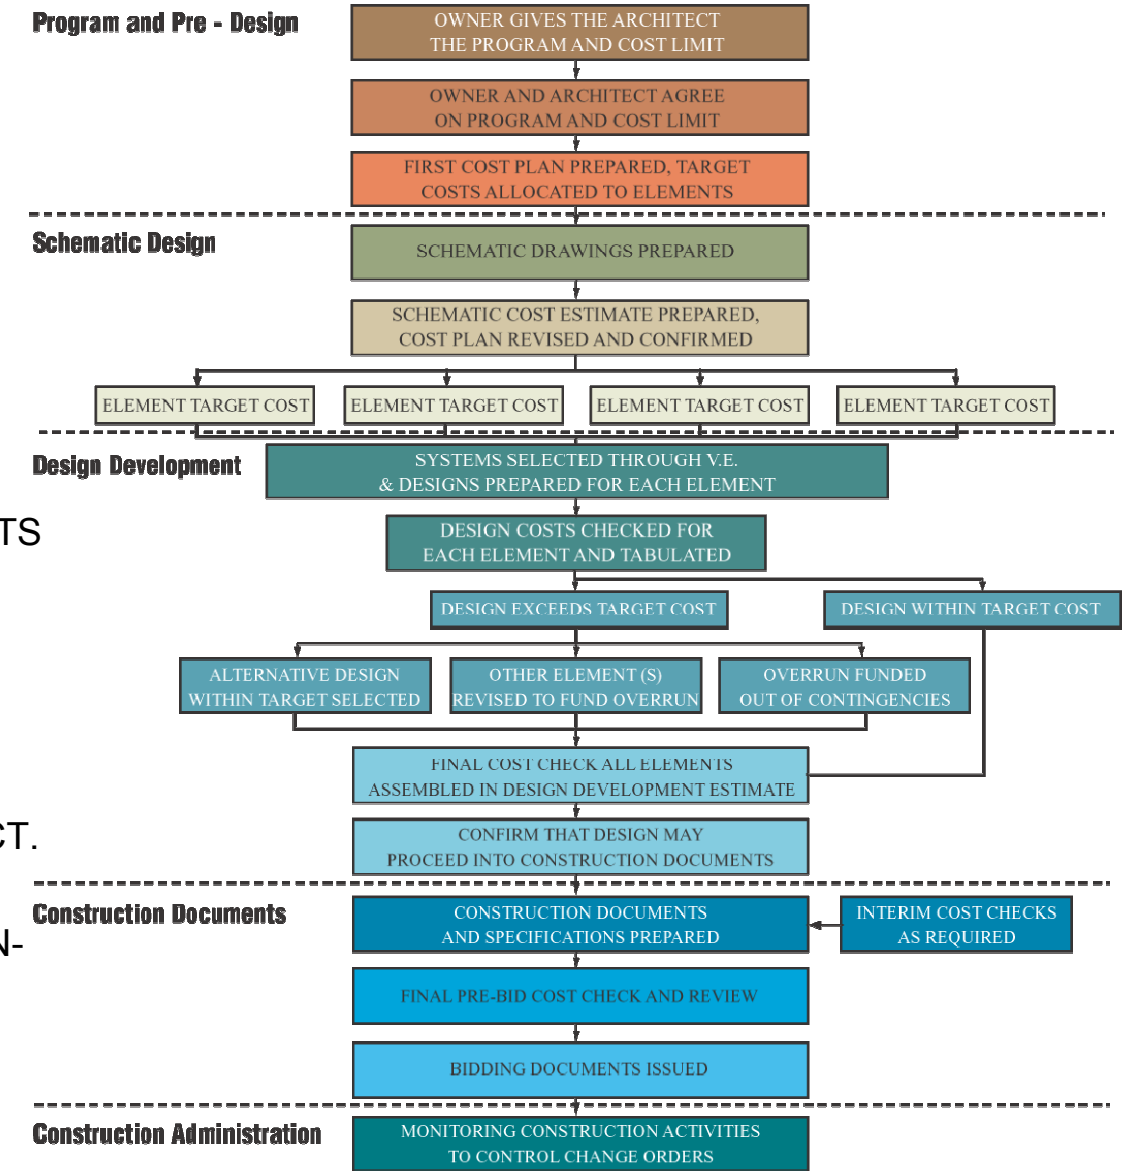 Program and Pre - Design
OWNER GIVES THE ARCHITECT
THE PROGRAM AND COST LIMIT
OWNER AND ARCHITECT AGREE
ON PROGRAM AND COST LIMIT
FIRST COST PLAN PREPARED, TARGET
COSTS ALLOCATED TO ELEMENTS
Schematic Design
SCHEMATIC DRAWINGS PREPARED
SCHEMATIC COST ESTIMATE PREPARED,
COST PLAN REVISED AND CONFIRMED
ELEMENT TARGET COST
ELEMENT TARGET COST
ELEMENT TARGET COST
ELEMENT TARGET COST
Design Development
SYSTEMS SELECTED THROUGH V.E.
& DESIGNS PREPARED FOR EACH ELEMENT
TS
DESIGN COSTS CHECKED FOR
EACH ELEMENT AND TABULATED
DESIGN EXCEEDS TARGET COST
DESIGN WITHIN TARGET COST
ALTERNATIVE DESIGN
WITHIN TARGET SELECTED
OTHER ELEMENT (S)
REVISED TO FUND OVERRUN
OVERRUN FUNDED
OUT OF CONTINGENCIES
FINAL COST CHECK ALL ELEMENTS
ASSEMBLED IN DESIGN DEVELOPMENT ESTIMATE
CT.
CONFIRM THAT DESIGN MAY
PROCEED INTO CONSTRUCTION DOCUMENTS
Construction Documents
N-
CONSTRUCTION DOCUMENTS
AND SPECIFICATIONS PREPARED
INTERIM COST CHECKS
AS REQUIRED
FINAL PRE-BID COST CHECK AND REVIEW
BIDDING DOCUMENTS ISSUED
Construction Administration
MONITORING CONSTRUCTION ACTIVITIES
TO CONTROL CHANGE ORDERS